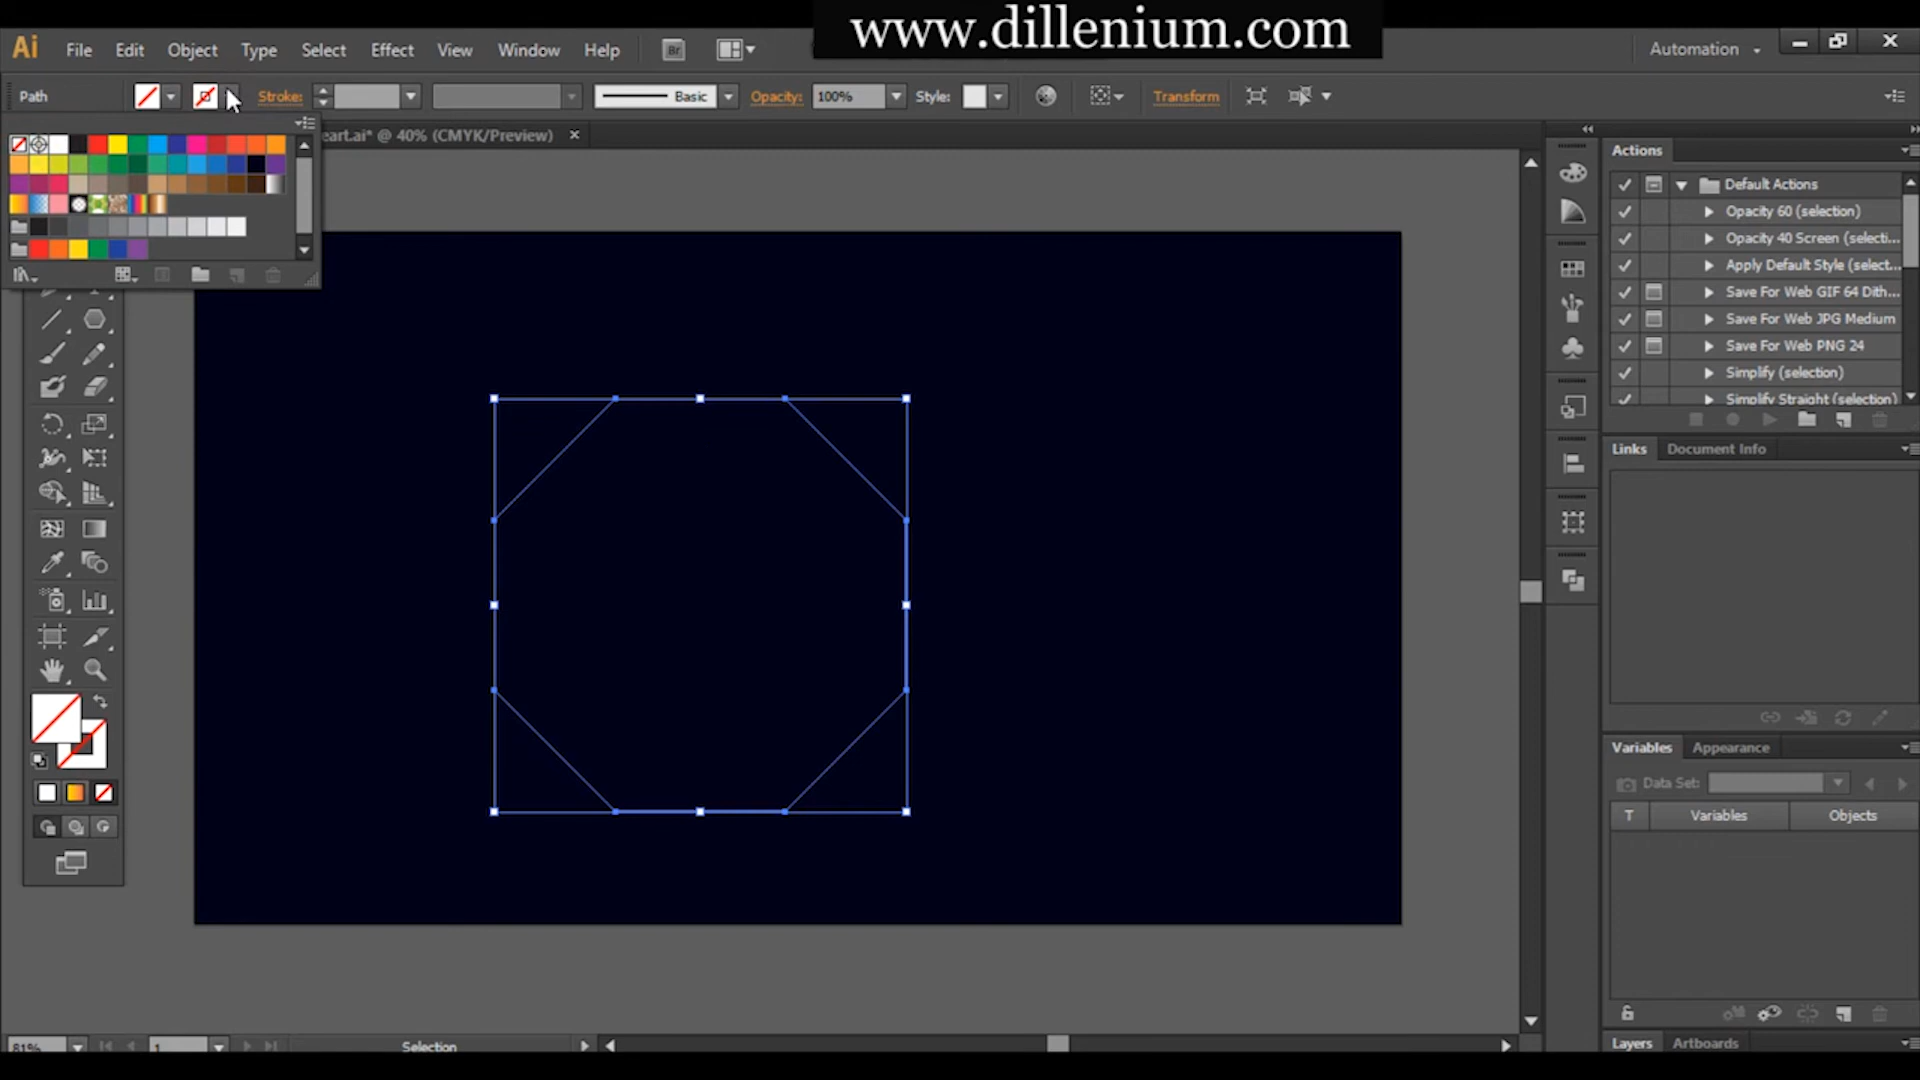 www.dillenium.com
Ai File Edit Object Type Select Effect View Window Help Br Automation
Path Stroke: Basic Opacity: 100% Style: Transform
eart.ai* @ 40% (CMYK/Preview)
Actions
Default Actions
Opacity 60 (selection)
Opacity 40 Screen (selecti...
Apply Default Style (select...
Save For Web GIF 64 Dith...
Save For Web JPG Medium
Save For Web PNG 24
Simplify (selection)
Simplify Straight (selection)
Links Document Info
Variables Appearance
Data Set:
T Variables Objects
81% 1 Selection
Layers Artboards